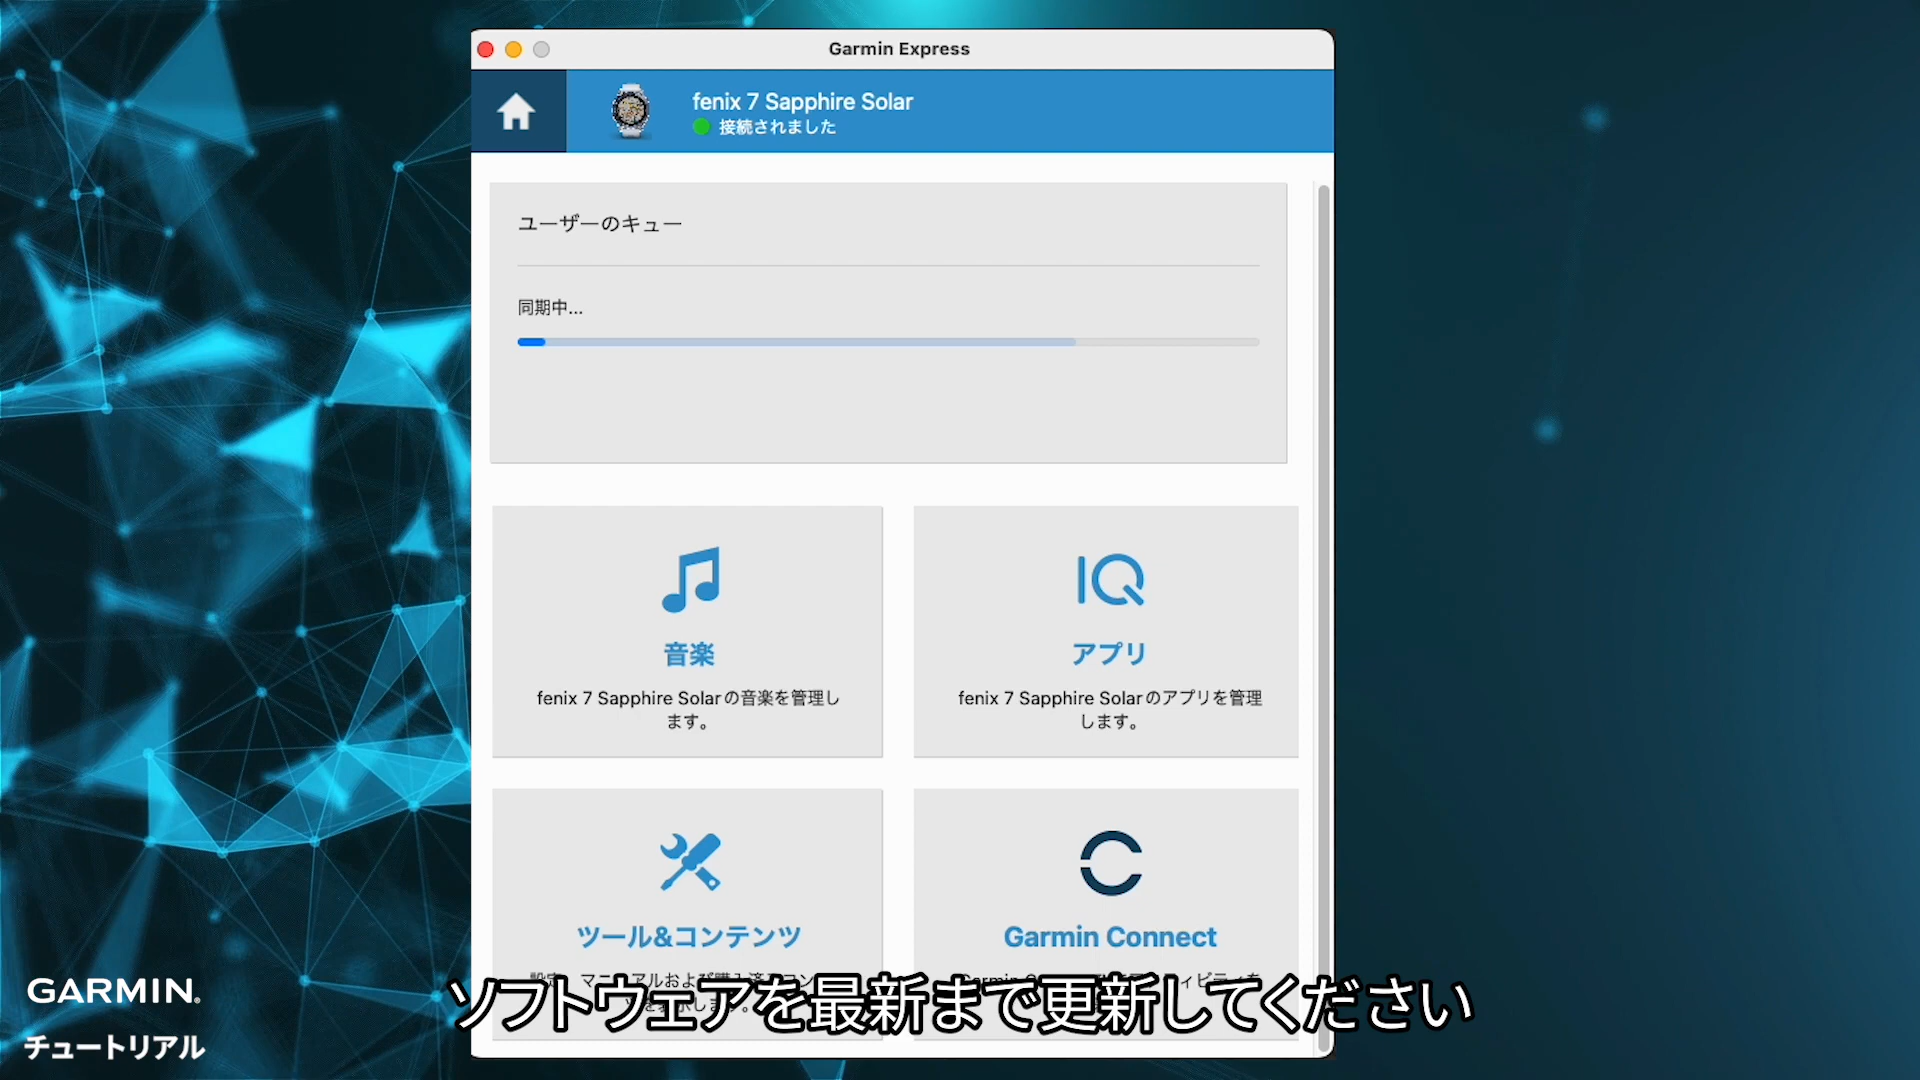 Garmin Express
fenix 7 Sapphire Solar
接続されました
ユーザーのキュー
同期中...
音楽
fenix 7 Sapphire Solarの音楽を管理し
ます。
IQ
アプリ
fenix 7 Sapphire Solarのアプリを管理
します。
ツール&コンテンツ
Garmin Connect
ソフトウェアを最新まで更新してください
GARMIN
チュートリアル